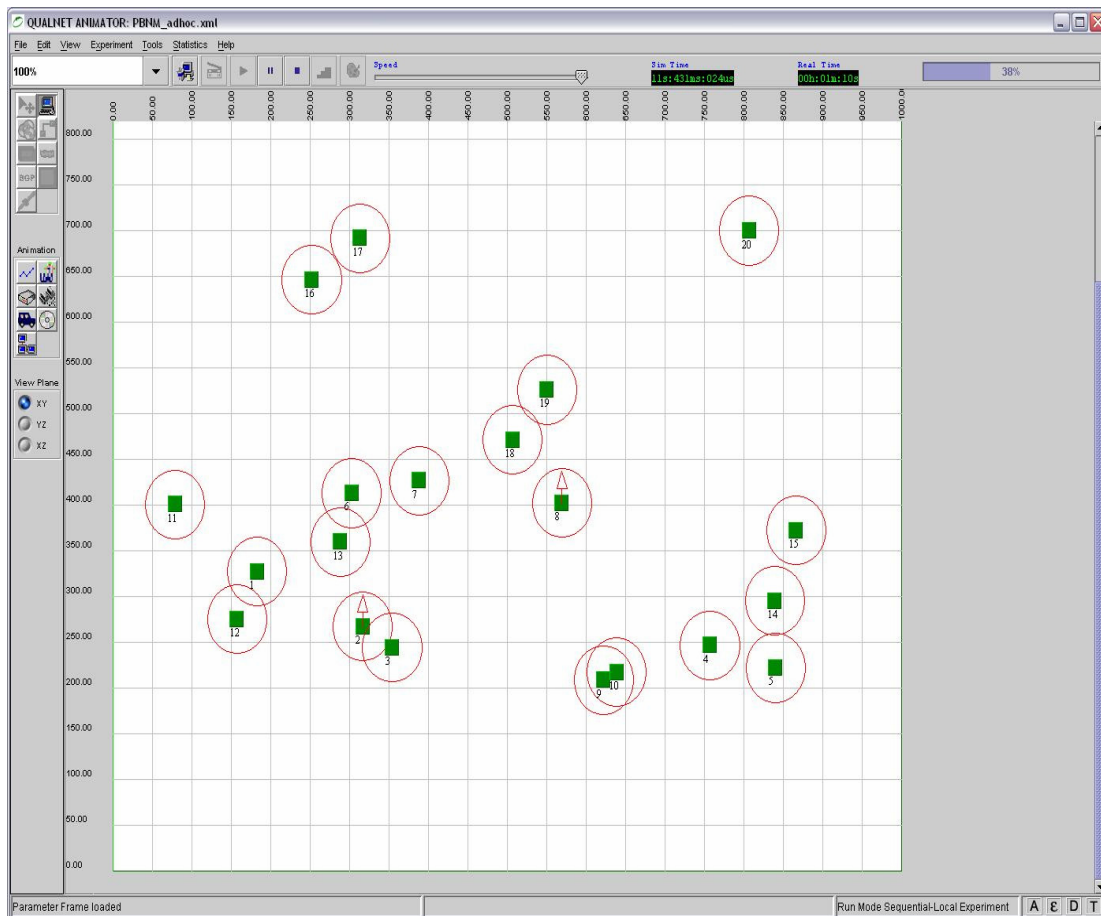 QUALNET ANIMATOR: PBNM_adhoc.xml
File Edit View Experiment Tools Statistics Help
100%
Speed
Sim Time
11s:431ms:024us
Real Time
00h:01m:10s
38%
0.00 50.00 100.00 150.00 200.00 250.00 300.00 350.00 400.00 450.00 500.00 550.00 600.00 650.00 700.00 750.00 800.00 850.00 900.00 950.00 1000.0
BGP
Animation
View Plane
XY
YZ
XZ
800.00
750.00
700.00
650.00
600.00
550.00
500.00
450.00
400.00
350.00
300.00
250.00
200.00
150.00
100.00
50.00
0.00
17
20
16
19
18
7
6
11
8
15
13
1
14
12
2
3
4
5
9
10
Parameter Frame loaded
Run Mode Sequential-Local Experiment
A ε D T